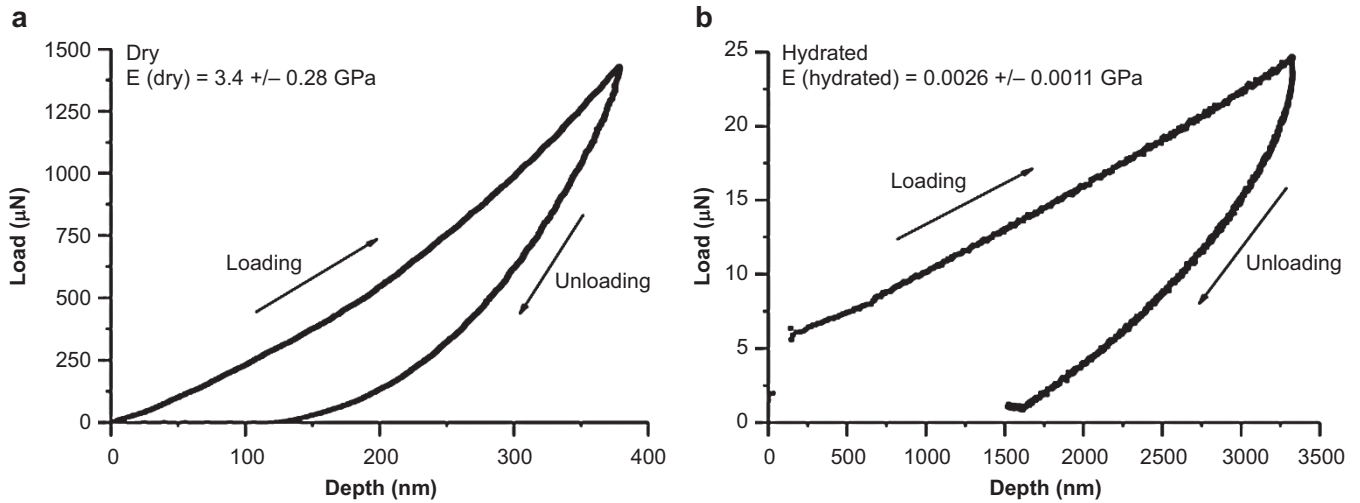 a
Dry
E (dry) = 3.4 +/– 0.28 GPa
1500
1250
1000
750
500
250
0
Load (μN)
Loading
Unloading
0 100 200 300 400
Depth (nm)
b
Hydrated
E (hydrated) = 0.0026 +/– 0.0011 GPa
25
20
15
10
5
0
Load (μN)
Loading
Unloading
0 500 1000 1500 2000 2500 3000 3500
Depth (nm)